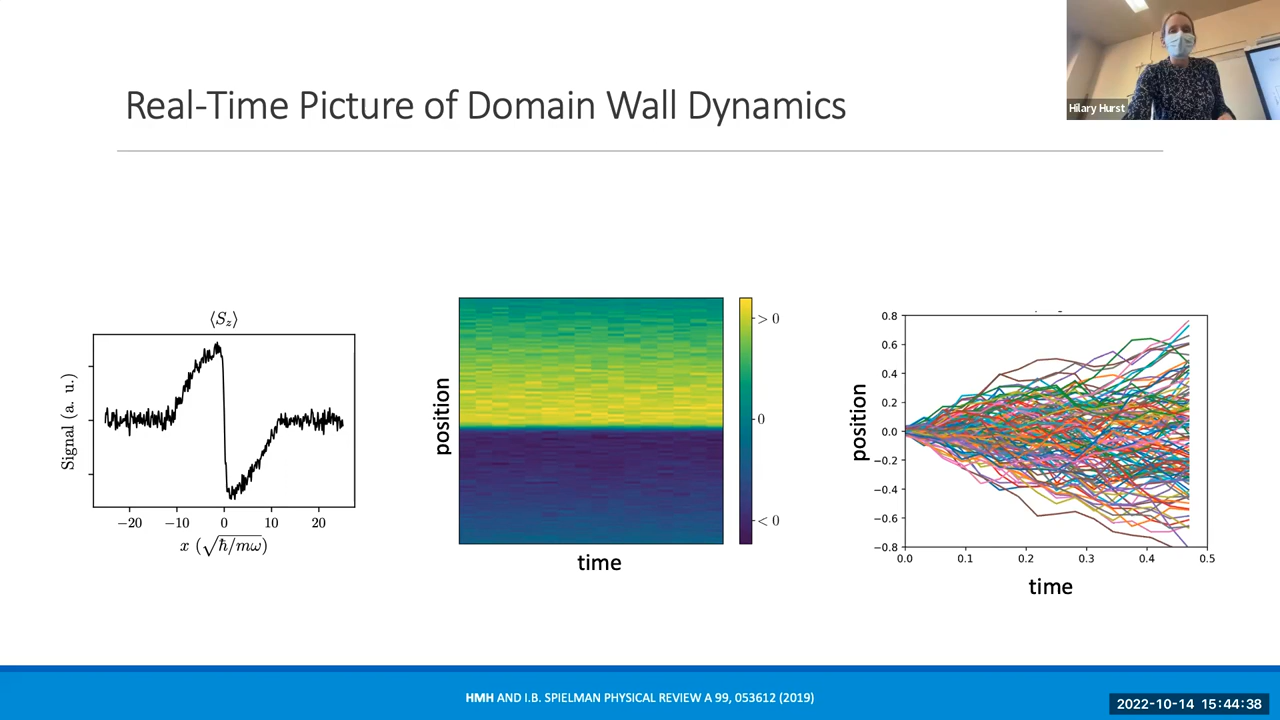 Real-Time Picture of Domain Wall Dynamics
Hilary Hurst
⟨S_z⟩
Signal (a. u.)
−20 −10 0 10 20
x (√ħ/mω)
position
time
> 0
0
< 0
position
0.8
0.6
0.4
0.2
0.0
−0.2
−0.4
−0.6
−0.8
0.0 0.1 0.2 0.3 0.4 0.5
time
HMH AND I.B. SPIELMAN PHYSICAL REVIEW A 99, 053612 (2019)
2022-10-14 15:44:38